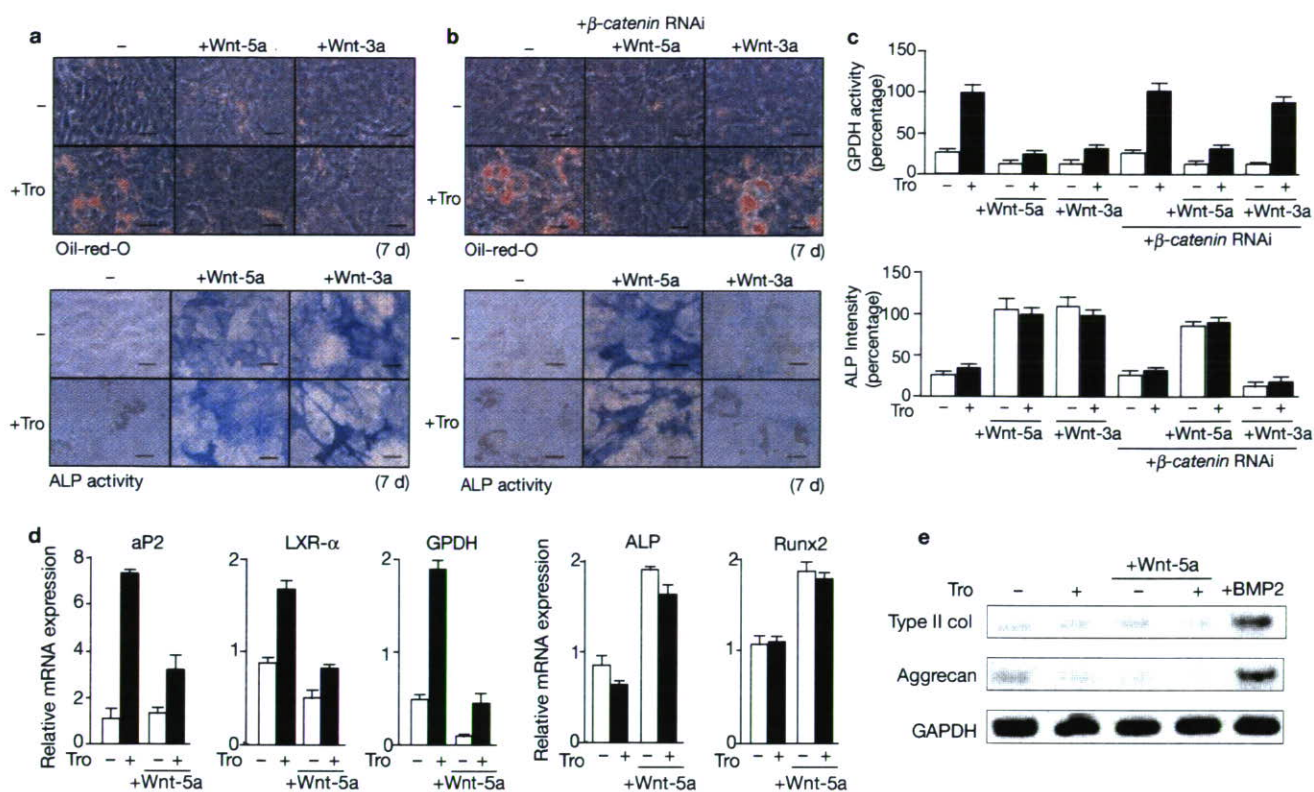 a
– +Wnt-5a +Wnt-3a
–
+Tro
Oil-red-O (7 d)
– +Wnt-5a +Wnt-3a
–
+Tro
ALP activity (7 d)
b
+β-catenin RNAi
– +Wnt-5a +Wnt-3a
–
+Tro
Oil-red-O (7 d)
– +Wnt-5a +Wnt-3a
–
+Tro
ALP activity (7 d)
c
GPDH activity
(percentage)
150
100
50
0
Tro – + – + – + – + – + – +
+Wnt-5a +Wnt-3a +Wnt-5a +Wnt-3a
+β-catenin RNAi
ALP Intensity
(percentage)
150
100
50
0
Tro – + – + – + – + – + – +
+Wnt-5a +Wnt-3a +Wnt-5a +Wnt-3a
+β-catenin RNAi
d
Relative mRNA expression
aP2
8
6
4
2
0
Tro – + – +
+Wnt-5a
LXR-α
2
1
0
Tro – + – +
+Wnt-5a
GPDH
2
1
0
Tro – + – +
+Wnt-5a
Relative mRNA expression
ALP
2
1
0
Tro – + – +
+Wnt-5a
Runx2
2
1
0
Tro – + – +
+Wnt-5a
e
+Wnt-5a
Tro – + – + +BMP2
Type II col
Aggrecan
GAPDH